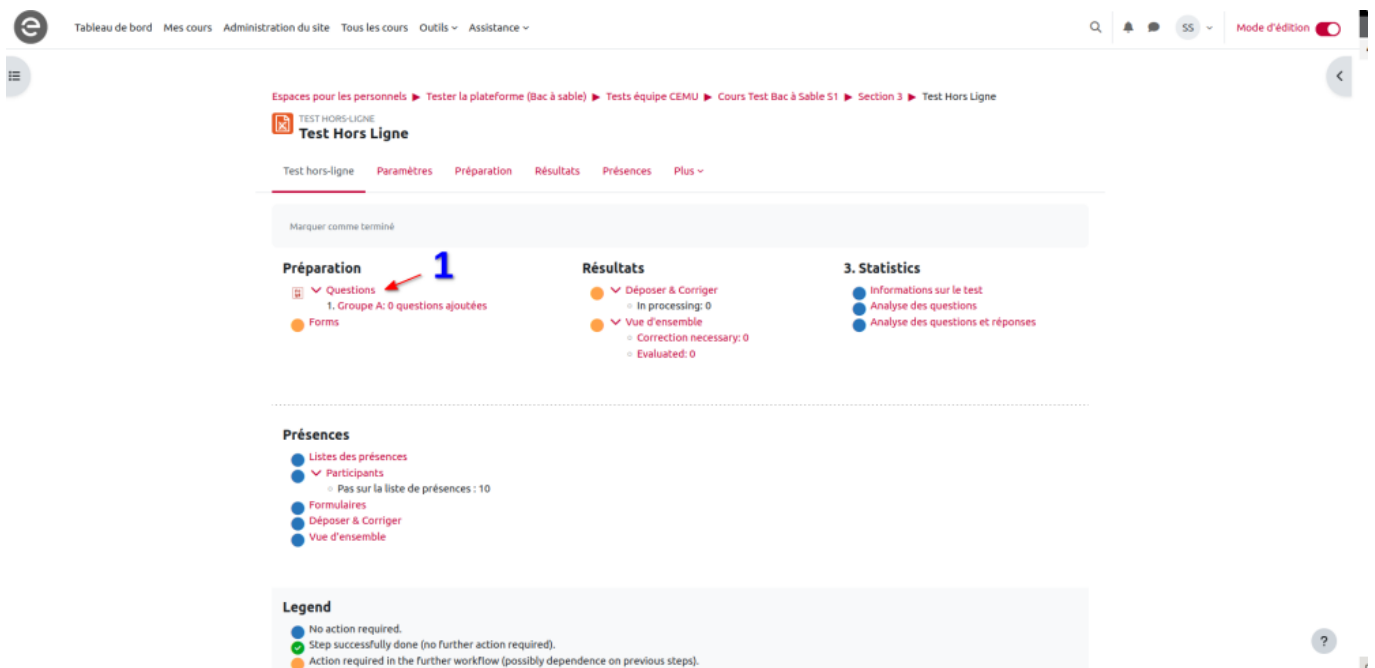 Tableau de bord Mes cours Administration du site Tous les cours Outils Assistance SS Mode d'édition
Espaces pour les personnels ▶ Tester la plateforme (Bac à sable) ▶ Tests équipe CEMU ▶ Cours Test Bac à Sable S1 ▶ Section 3 ▶ Test Hors Ligne
TEST HORS-LIGNE
Test Hors Ligne
Test hors-ligne Paramètres Préparation Résultats Présences Plus
Marquer comme terminé
1
Préparation
Questions
1. Groupe A: 0 questions ajoutées
Forms
Résultats
Déposer & Corriger
In processing: 0
Vue d'ensemble
Correction necessary: 0
Evaluated: 0
3. Statistics
Informations sur le test
Analyse des questions
Analyse des questions et réponses
Présences
Listes des présences
Participants
Pas sur la liste de présences : 10
Formulaires
Déposer & Corriger
Vue d'ensemble
Legend
No action required.
Step successfully done (no further action required).
Action required in the further workflow (possibly dependence on previous steps).
?